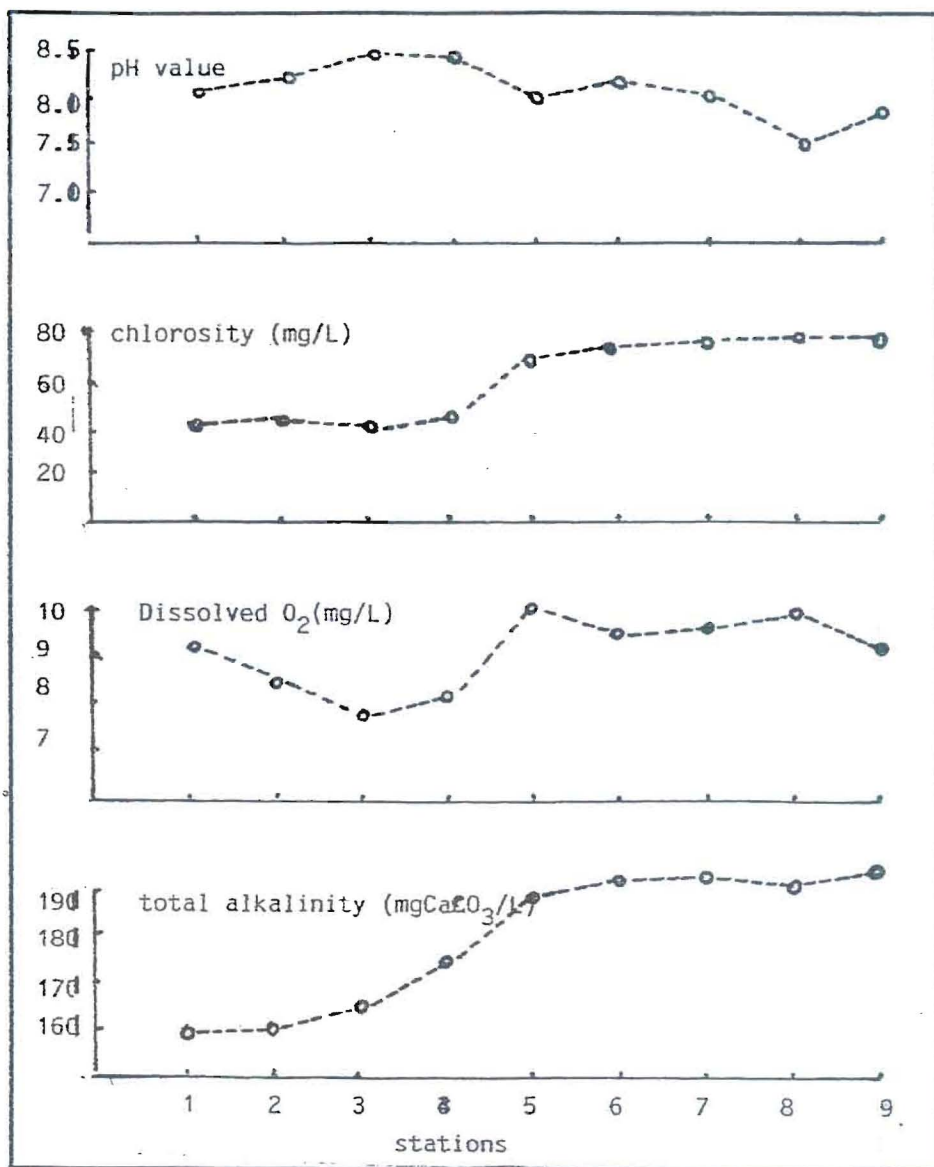 8.5
pH value
8.0
7.5
7.0
80
chlorosity (mg/L)
60
40
20
10
Dissolved O₂(mg/L)
9
8
7
190
total alkalinity (mgCaCO₃/L)
180
170
160
1 2 3 4 5 6 7 8 9
stations